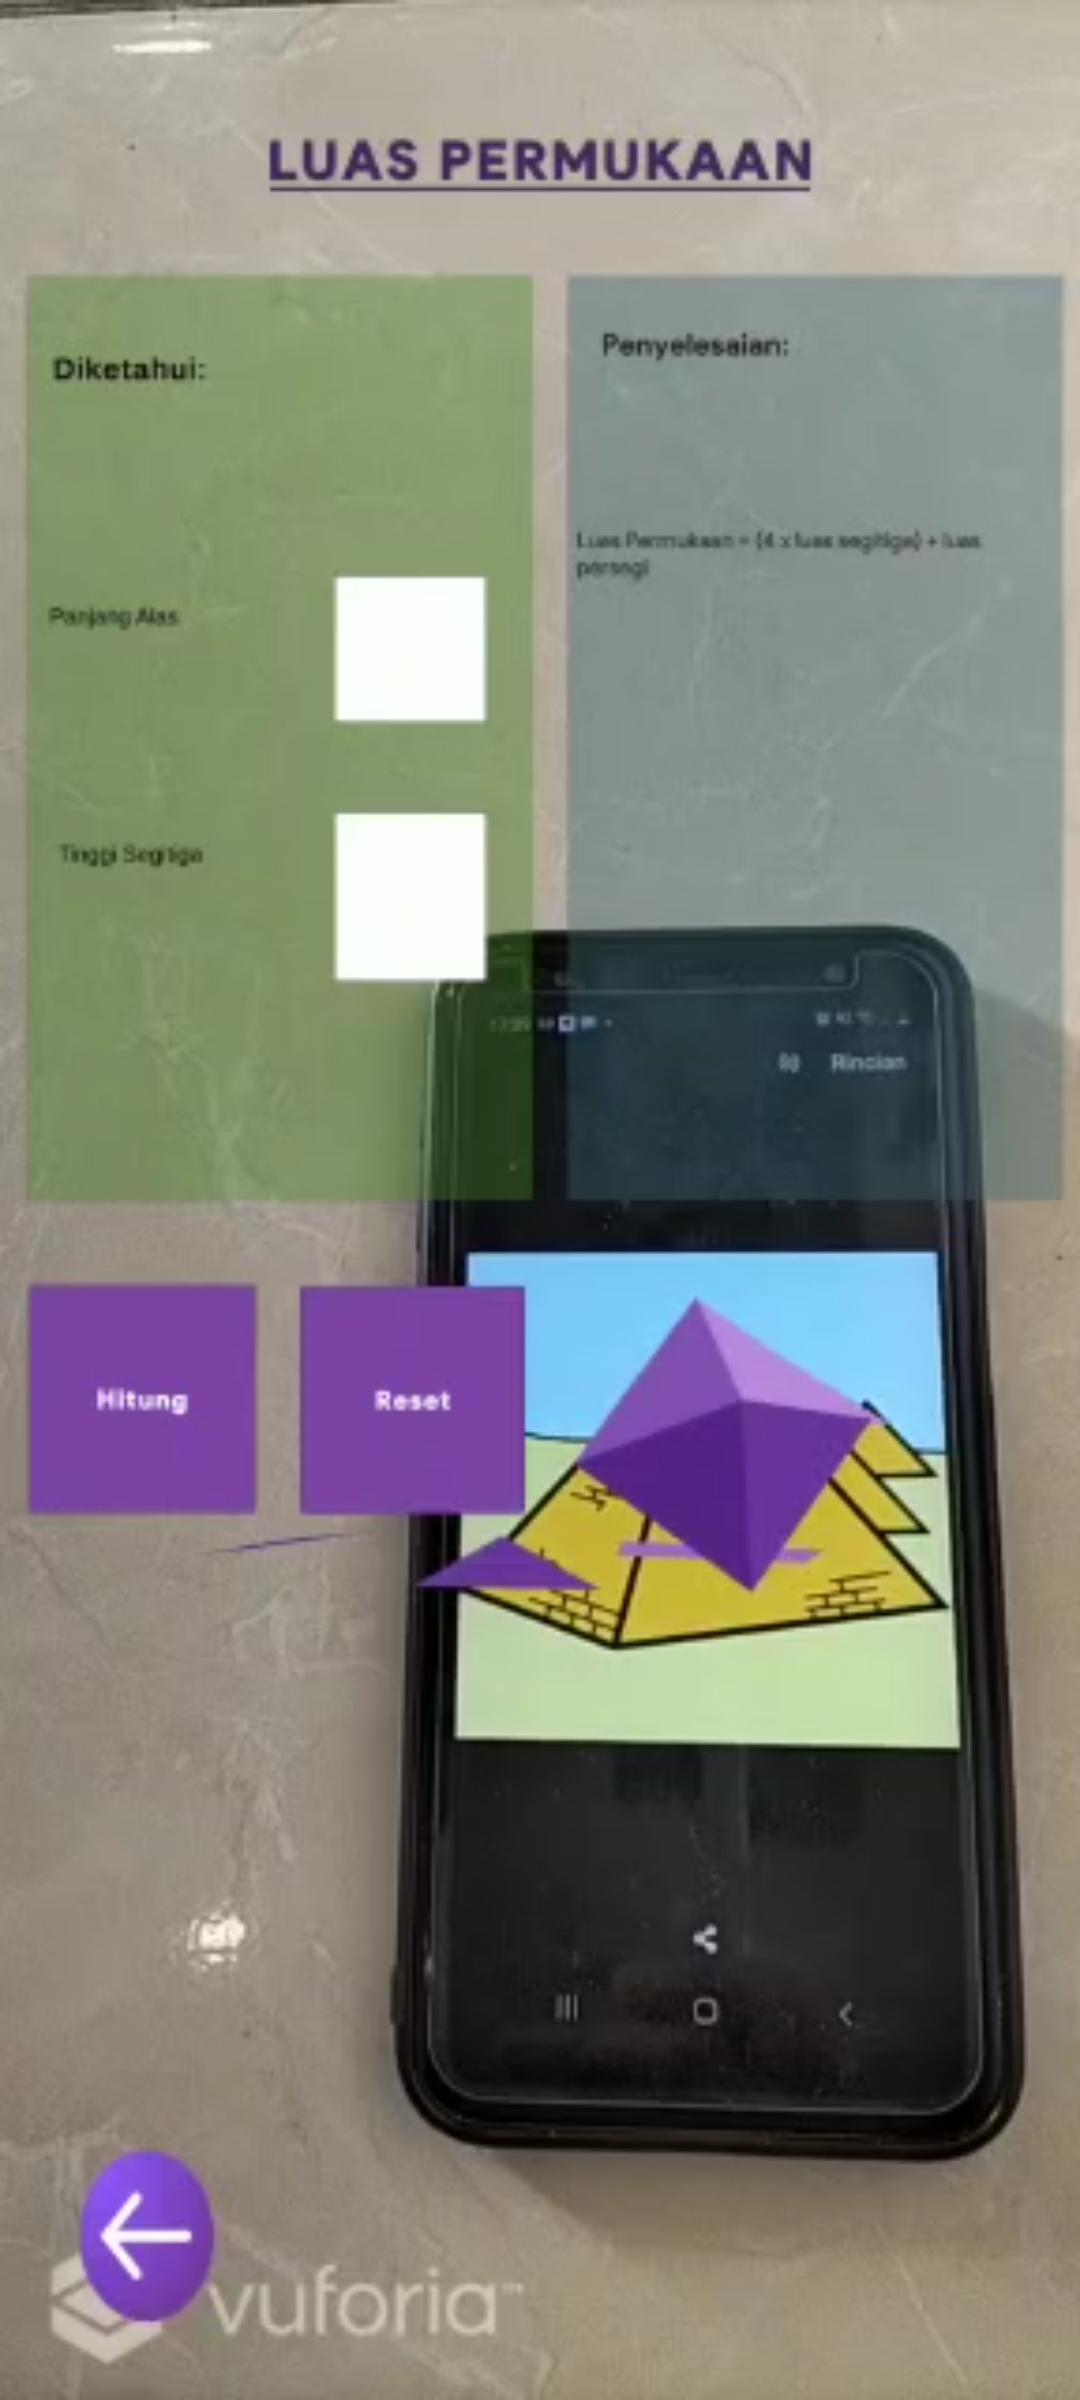 LUAS PERMUKAAN
Diketahui:
Panjang Alas
Tinggi Segitiga
Penyelesaian:
Luas Permukaan = (4 x luas segitiga) + luas
persegi
Rincian
Hitung
Reset
vuforia™